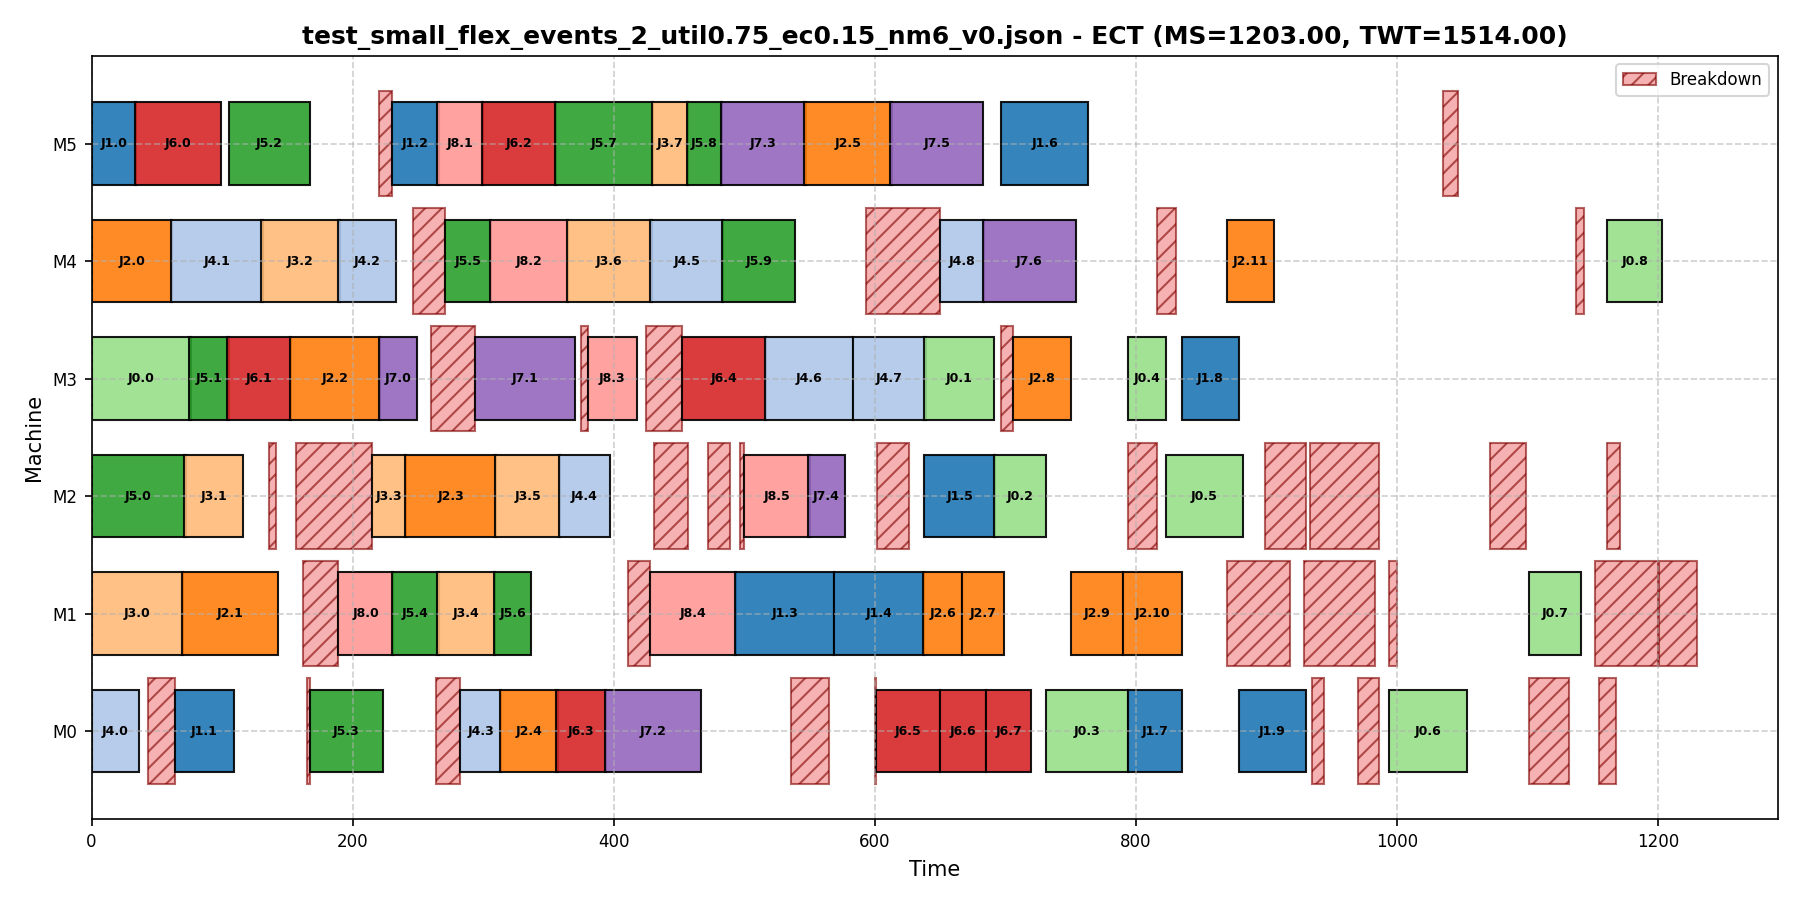 test_small_flex_events_2_util0.75_ec0.15_nm6_v0.json - ECT (MS=1203.00, TWT=1514.00)
Breakdown
Machine
M5
J1.0 J6.0 J5.2 J1.2 J8.1 J6.2 J5.7 J3.7 J5.8 J7.3 J2.5 J7.5 J1.6
M4
J2.0 J4.1 J3.2 J4.2 J5.5 J8.2 J3.6 J4.5 J5.9 J4.8 J7.6 J2.11 J0.8
M3
J0.0 J5.1 J6.1 J2.2 J7.0 J7.1 J8.3 J6.4 J4.6 J4.7 J0.1 J2.8 J0.4 J1.8
M2
J5.0 J3.1 J3.3 J2.3 J3.5 J4.4 J8.5 J7.4 J1.5 J0.2 J0.5
M1
J3.0 J2.1 J8.0 J5.4 J3.4 J5.6 J8.4 J1.3 J1.4 J2.6 J2.7 J2.9 J2.10 J0.7
M0
J4.0 J1.1 J5.3 J4.3 J2.4 J6.3 J7.2 J6.5 J6.6 J6.7 J0.3 J1.7 J1.9 J0.6
0 200 400 600 800 1000 1200
Time